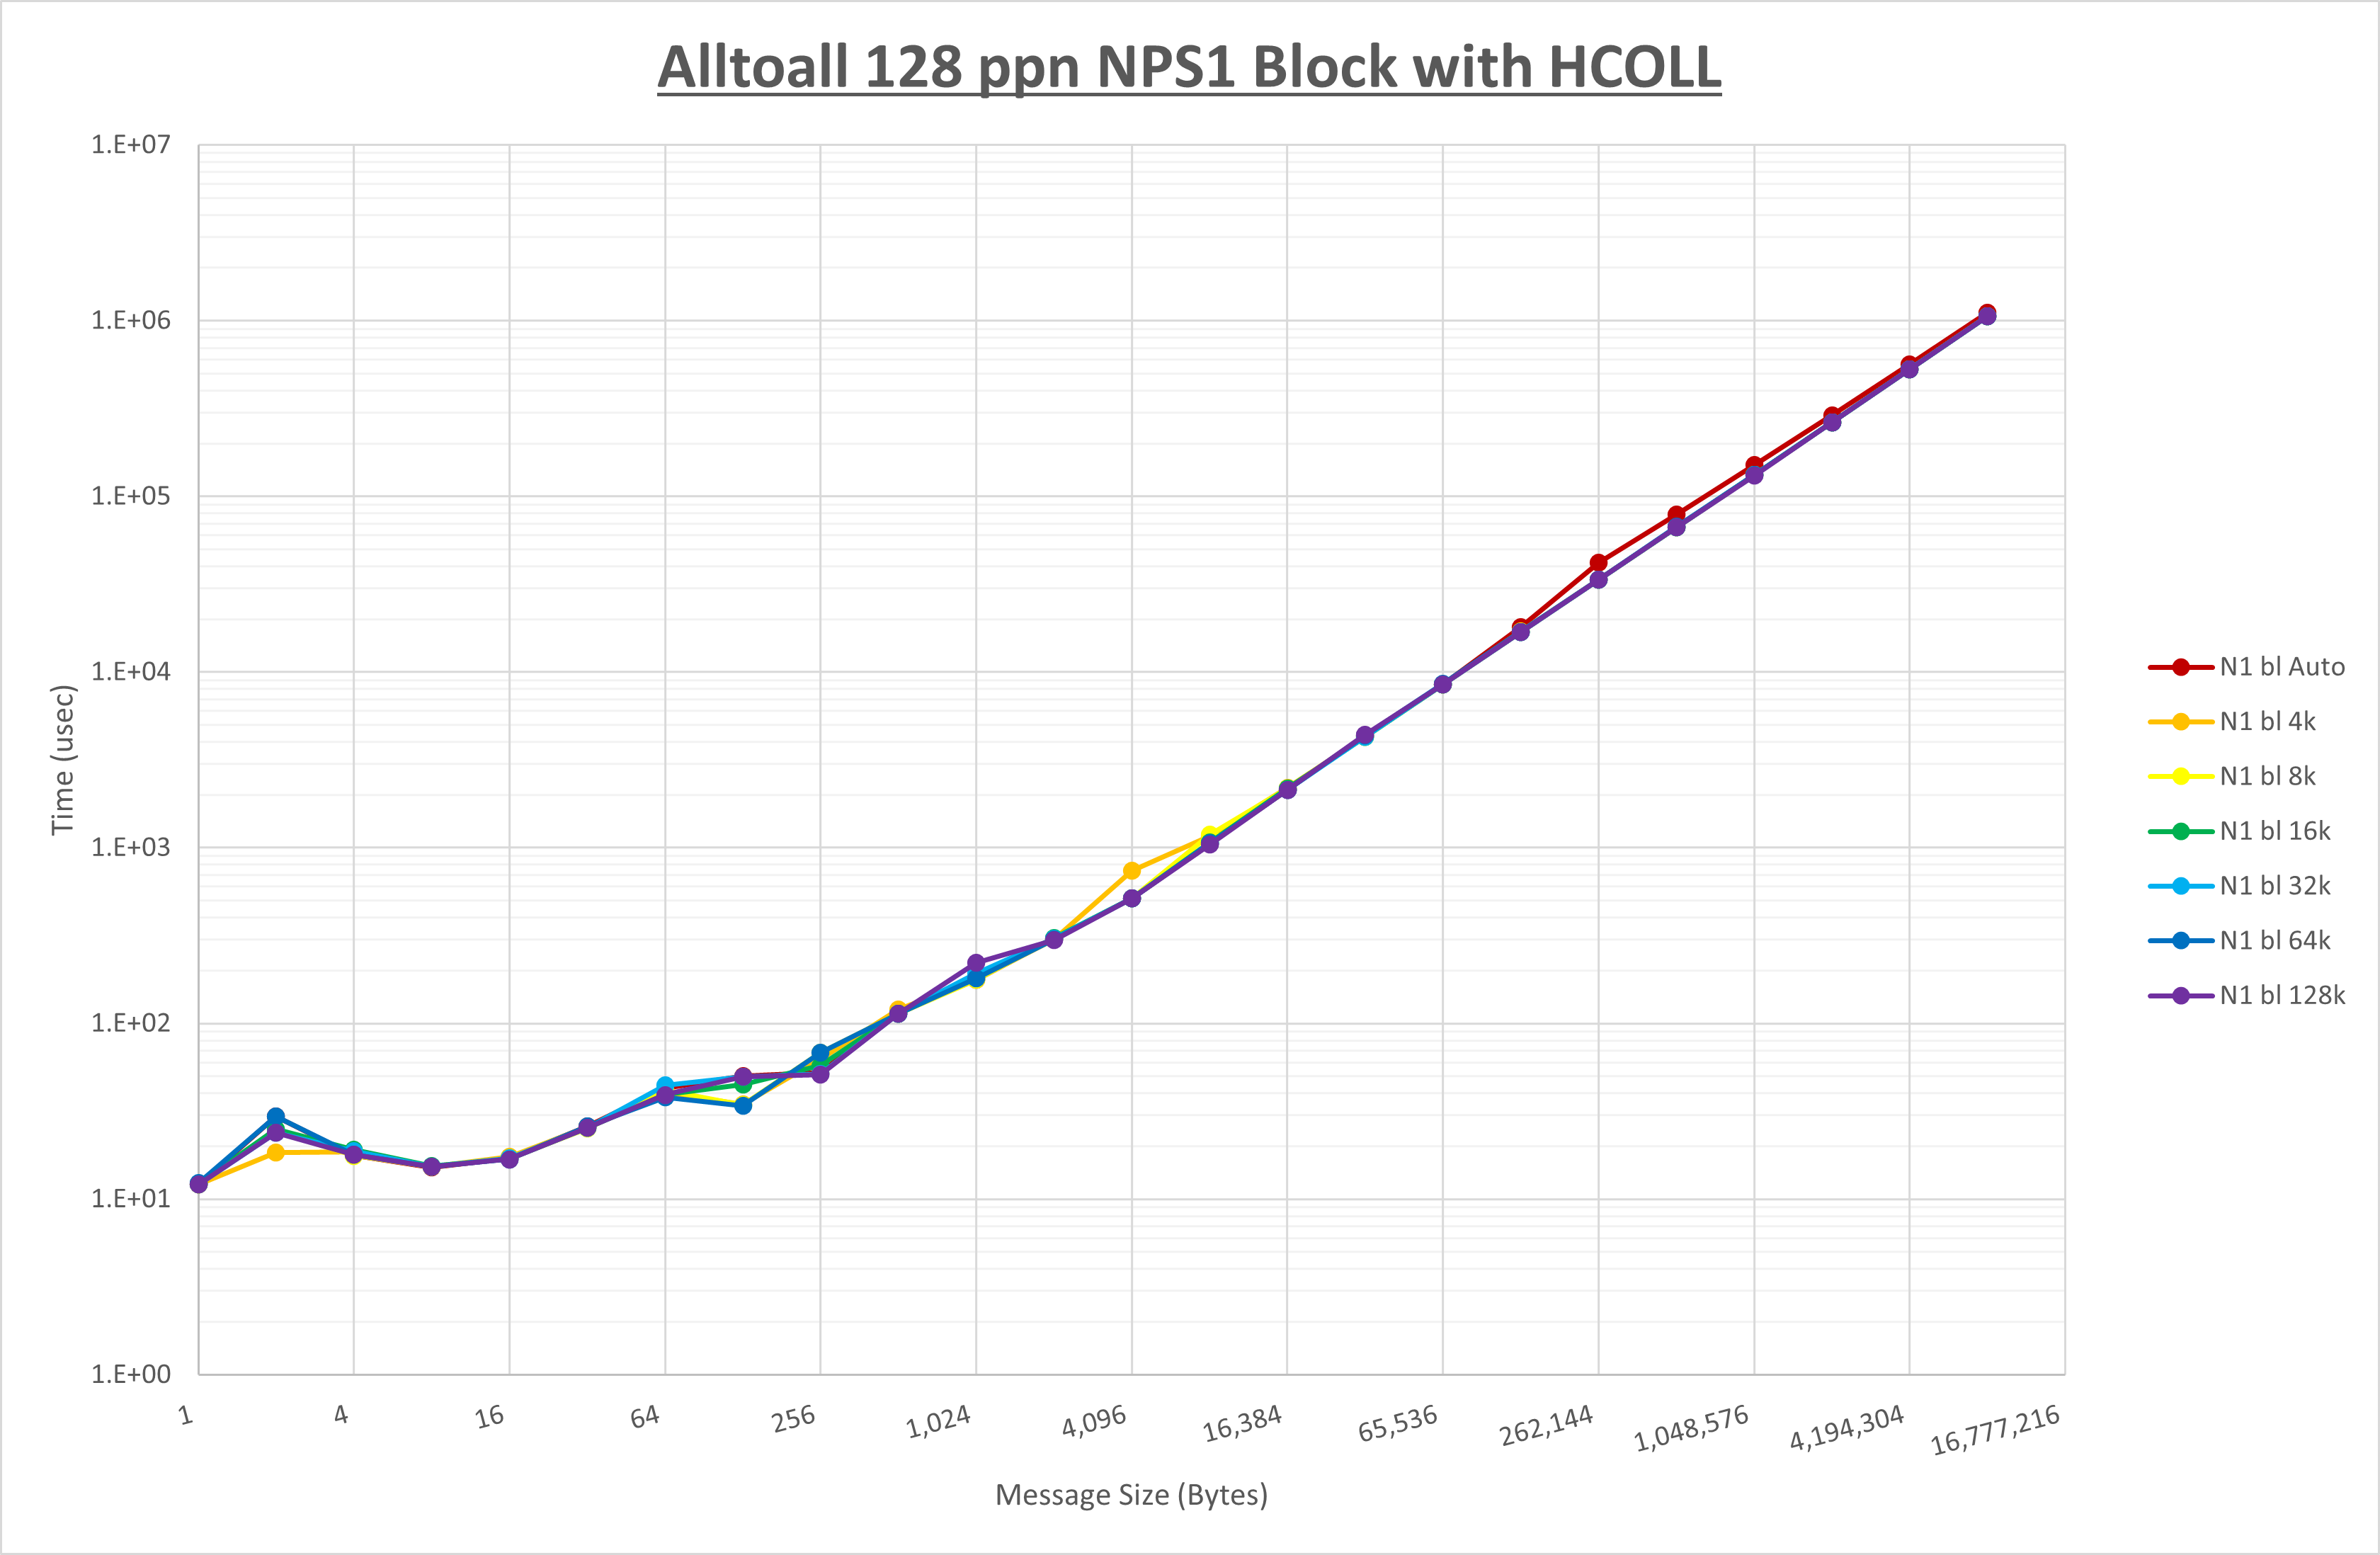 Alltoall 128 ppn NPS1 Block with HCOLL
1.E+07
1.E+06
1.E+05
1.E+04
1.E+03
1.E+02
1.E+01
1.E+00
Time (usec)
1
4
16
64
256
1,024
4,096
16,384
65,536
262,144
1,048,576
4,194,304
16,777,216
Message Size (Bytes)
N1 bl Auto
N1 bl 4k
N1 bl 8k
N1 bl 16k
N1 bl 32k
N1 bl 64k
N1 bl 128k